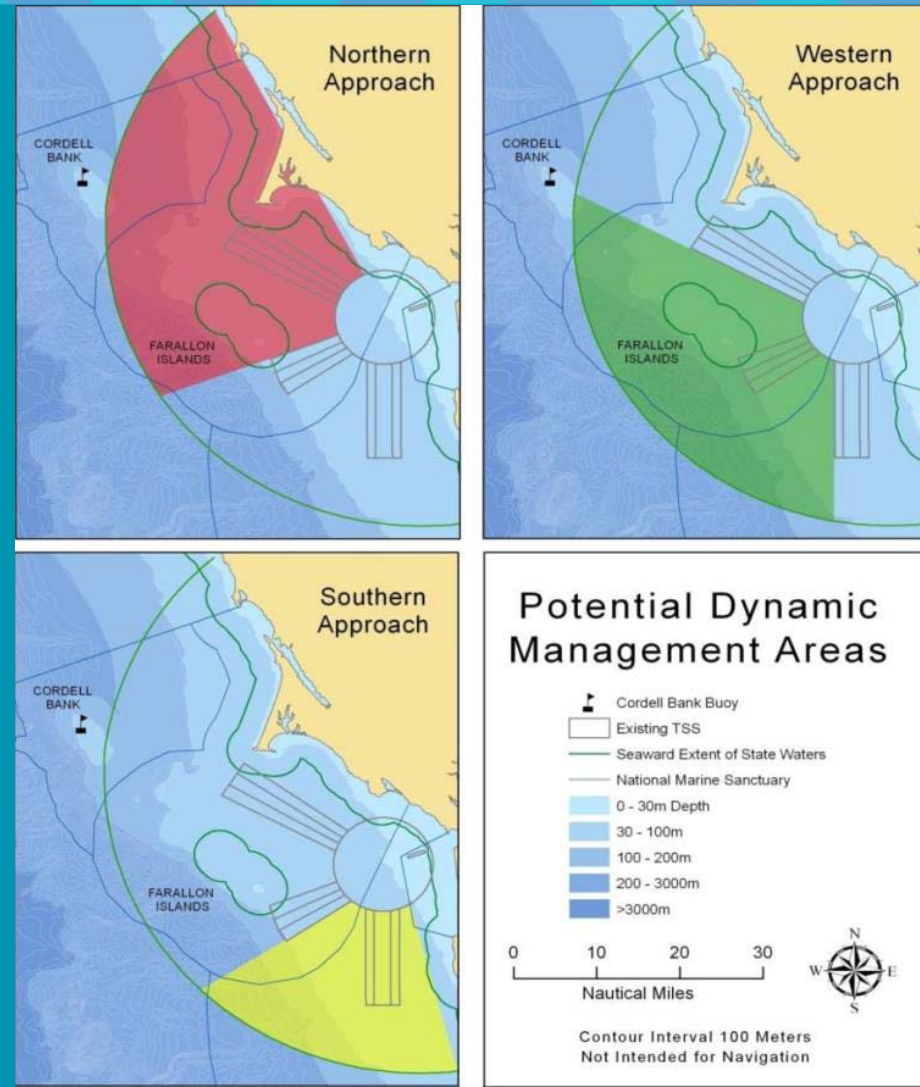 Northern
Approach
CORDELL
BANK
FARALLON
ISLANDS
Western
Approach
CORDELL
BANK
FARALLON
ISLANDS
Southern
Approach
CORDELL
BANK
FARALLON
ISLANDS
Potential Dynamic
Management Areas
Cordell Bank Buoy
Existing TSS
Seaward Extent of State Waters
National Marine Sanctuary
0 - 30m Depth
30 - 100m
100 - 200m
200 - 3000m
>3000m
0 10 20 30
Nautical Miles
N
W E
S
Contour Interval 100 Meters
Not Intended for Navigation